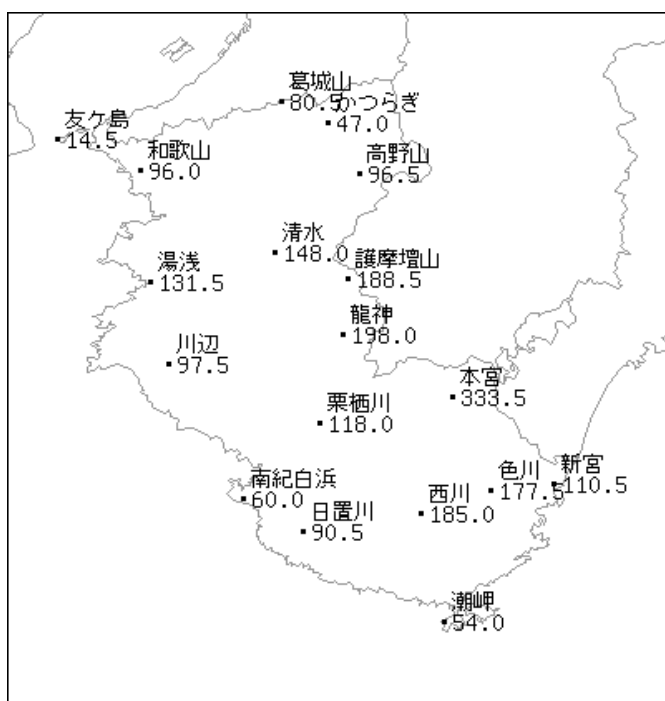 葛城山
80.5
かつらぎ
47.0
友ケ島
14.5
和歌山
96.0
高野山
96.5
清水
148.0
護摩壇山
188.5
湯浅
131.5
龍神
198.0
川辺
97.5
本宮
333.5
栗栖川
118.0
新宮
110.5
色川
177.5
南紀白浜
60.0
西川
185.0
日置川
90.5
潮岬
54.0